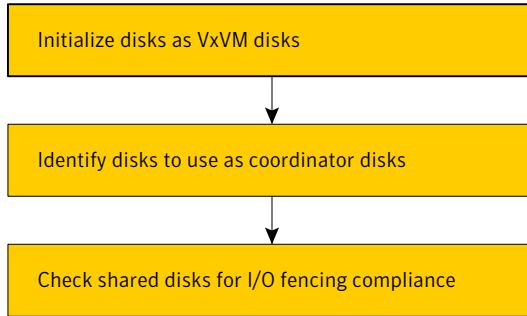 Initialize disks as VxVM disks
Identify disks to use as coordinator disks
Check shared disks for I/O fencing compliance